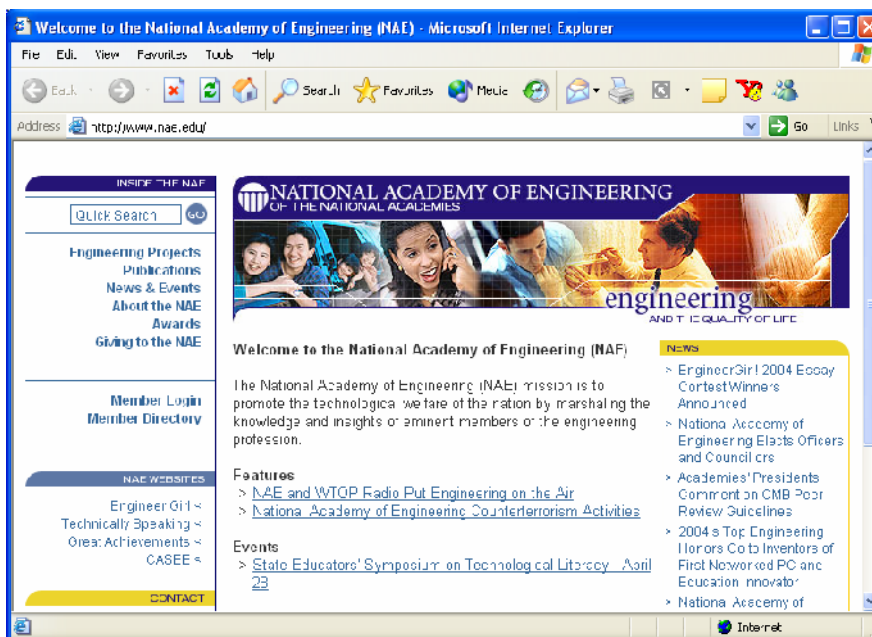 Welcome to the National Academy of Engineering (NAE) - Microsoft Internet Explorer
File Edit View Favorites Tools Help
Back Search Favorites Media
Address http://www.nae.edu/ Go Links
INSIDE THE NAE
Quick Search GO
Engineering Projects
Publications
News & Events
About the NAE
Awards
Giving to the NAE
Member Login
Member Directory
NAE WEBSITES
Engineer Girl <
Technically Speaking <
Great Achievements <
CASEE <
CONTACT
NATIONAL ACADEMY OF ENGINEERING
OF THE NATIONAL ACADEMIES
engineering
AND THE QUALITY OF LIFE
Welcome to the National Academy of Engineering (NAE)
The National Academy of Engineering (NAE) mission is to
promote the technological welfare of the nation by marshaling the
knowledge and insights of eminent members of the engineering
profession.
Features
> NAE and WTOP Radio Put Engineering on the Air
> National Academy of Engineering Counterterrorism Activities
Events
> State Educators' Symposium on Technological Literacy - April
28
NEWS
> EngineerGirl 2004 Essay
Contest Winners
Announced
> National Academy of
Engineering Elects Officers
and Councillors
> Academies' Presidents
Comment on OMB Peer
Review Guidelines
> 2004's Top Engineering
Honors Go to Inventors of
First Networked PC and
Education Innovator
> National Academy of
Internet